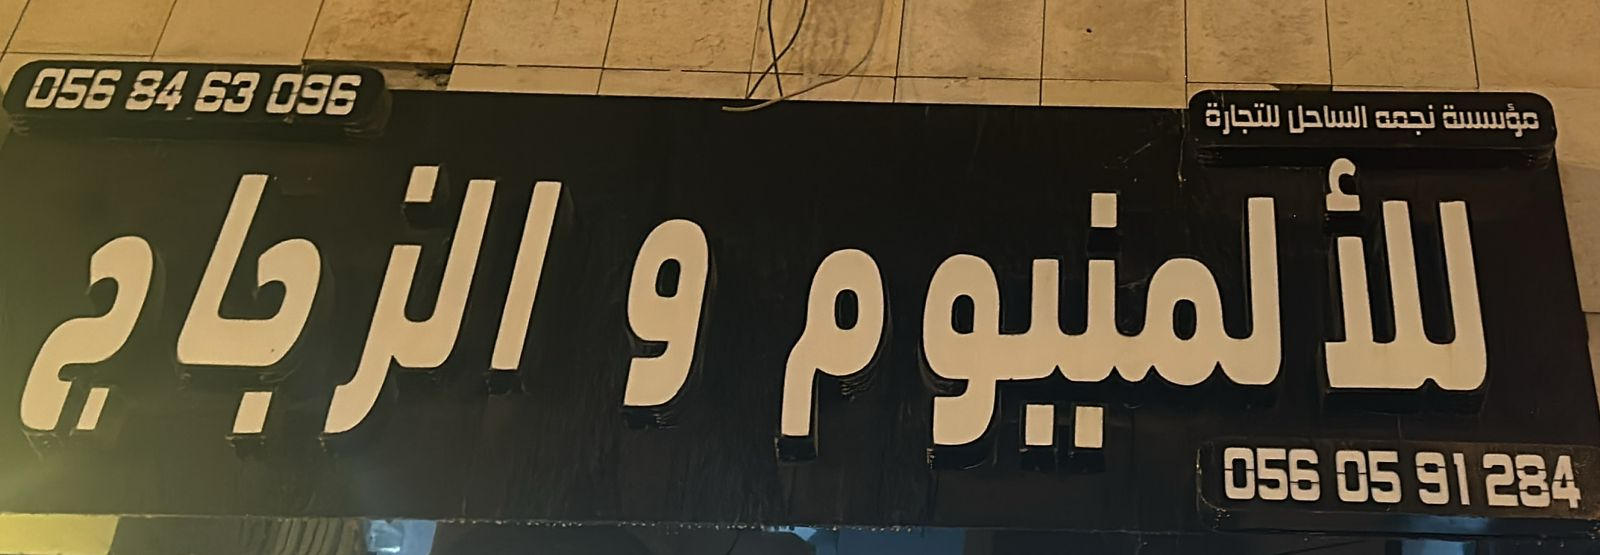 مؤسسة نجمه الساحل للتجارة
056 84 63 096
للألمنيوم و الزجاج
056 05 91 284